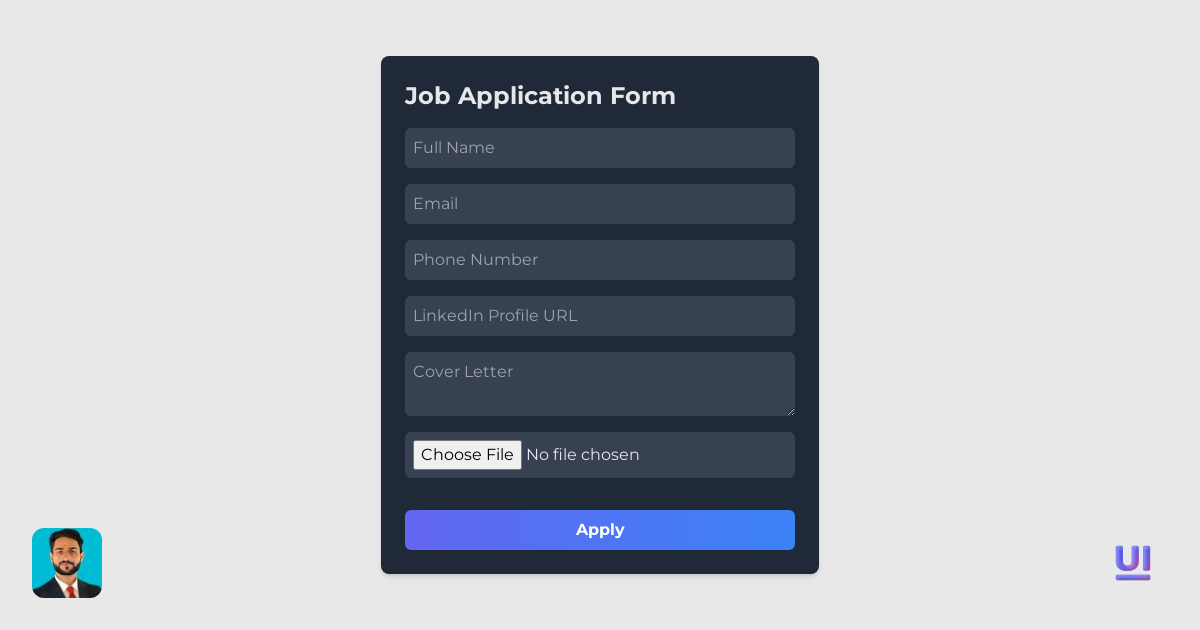 Job Application Form
Full Name
Email
Phone Number
LinkedIn Profile URL
Cover Letter
Choose File No file chosen
Apply
UI